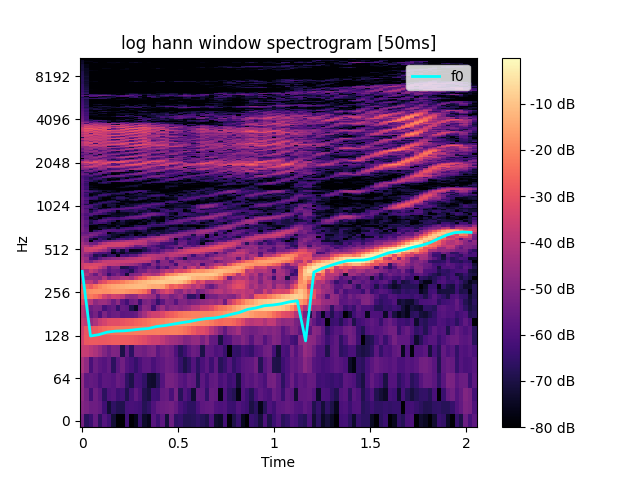 log hann window spectrogram [50ms]
f0
8192
4096
2048
1024
512
256
128
64
0
Hz
0
0.5
1
1.5
2
Time
-10 dB
-20 dB
-30 dB
-40 dB
-50 dB
-60 dB
-70 dB
-80 dB